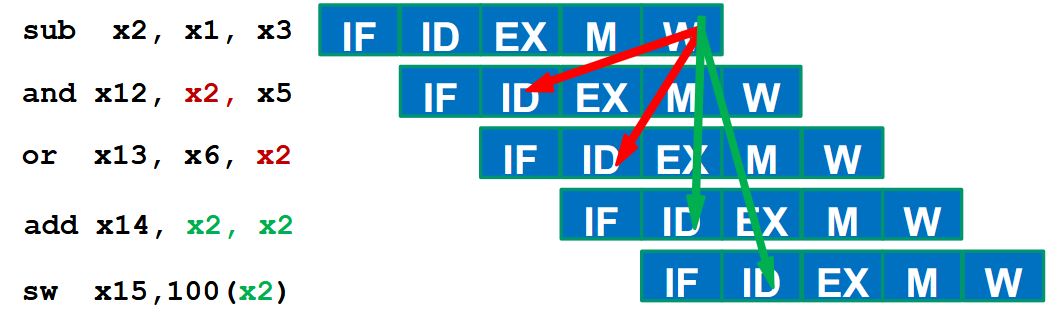 sub x2, x1, x3 IF ID EX M W
and x12, x2, x5 IF ID EX M W
or x13, x6, x2 IF ID EX M W
add x14, x2, x2 IF ID EX M W
sw x15,100(x2) IF ID EX M W